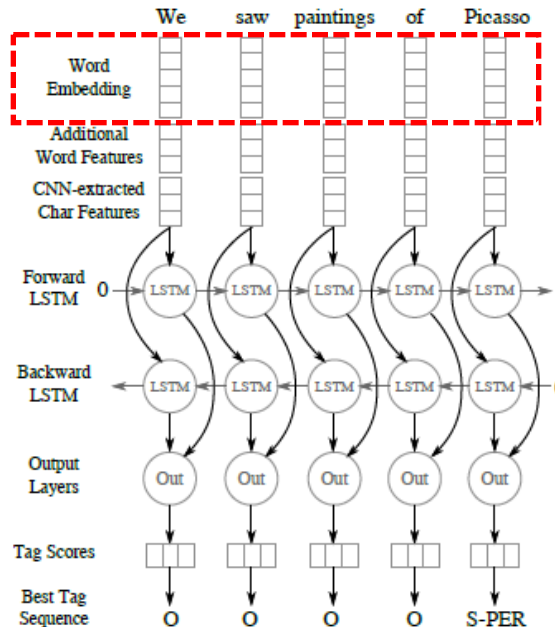 We saw paintings of Picasso
Word
Embedding
Additional
Word Features
CNN-extracted
Char Features
Forward
LSTM
0 LSTM LSTM LSTM LSTM LSTM
Backward
LSTM
LSTM LSTM LSTM LSTM LSTM
Output
Layers
Out Out Out Out Out
Tag Scores
Best Tag
Sequence
O O O O S-PER